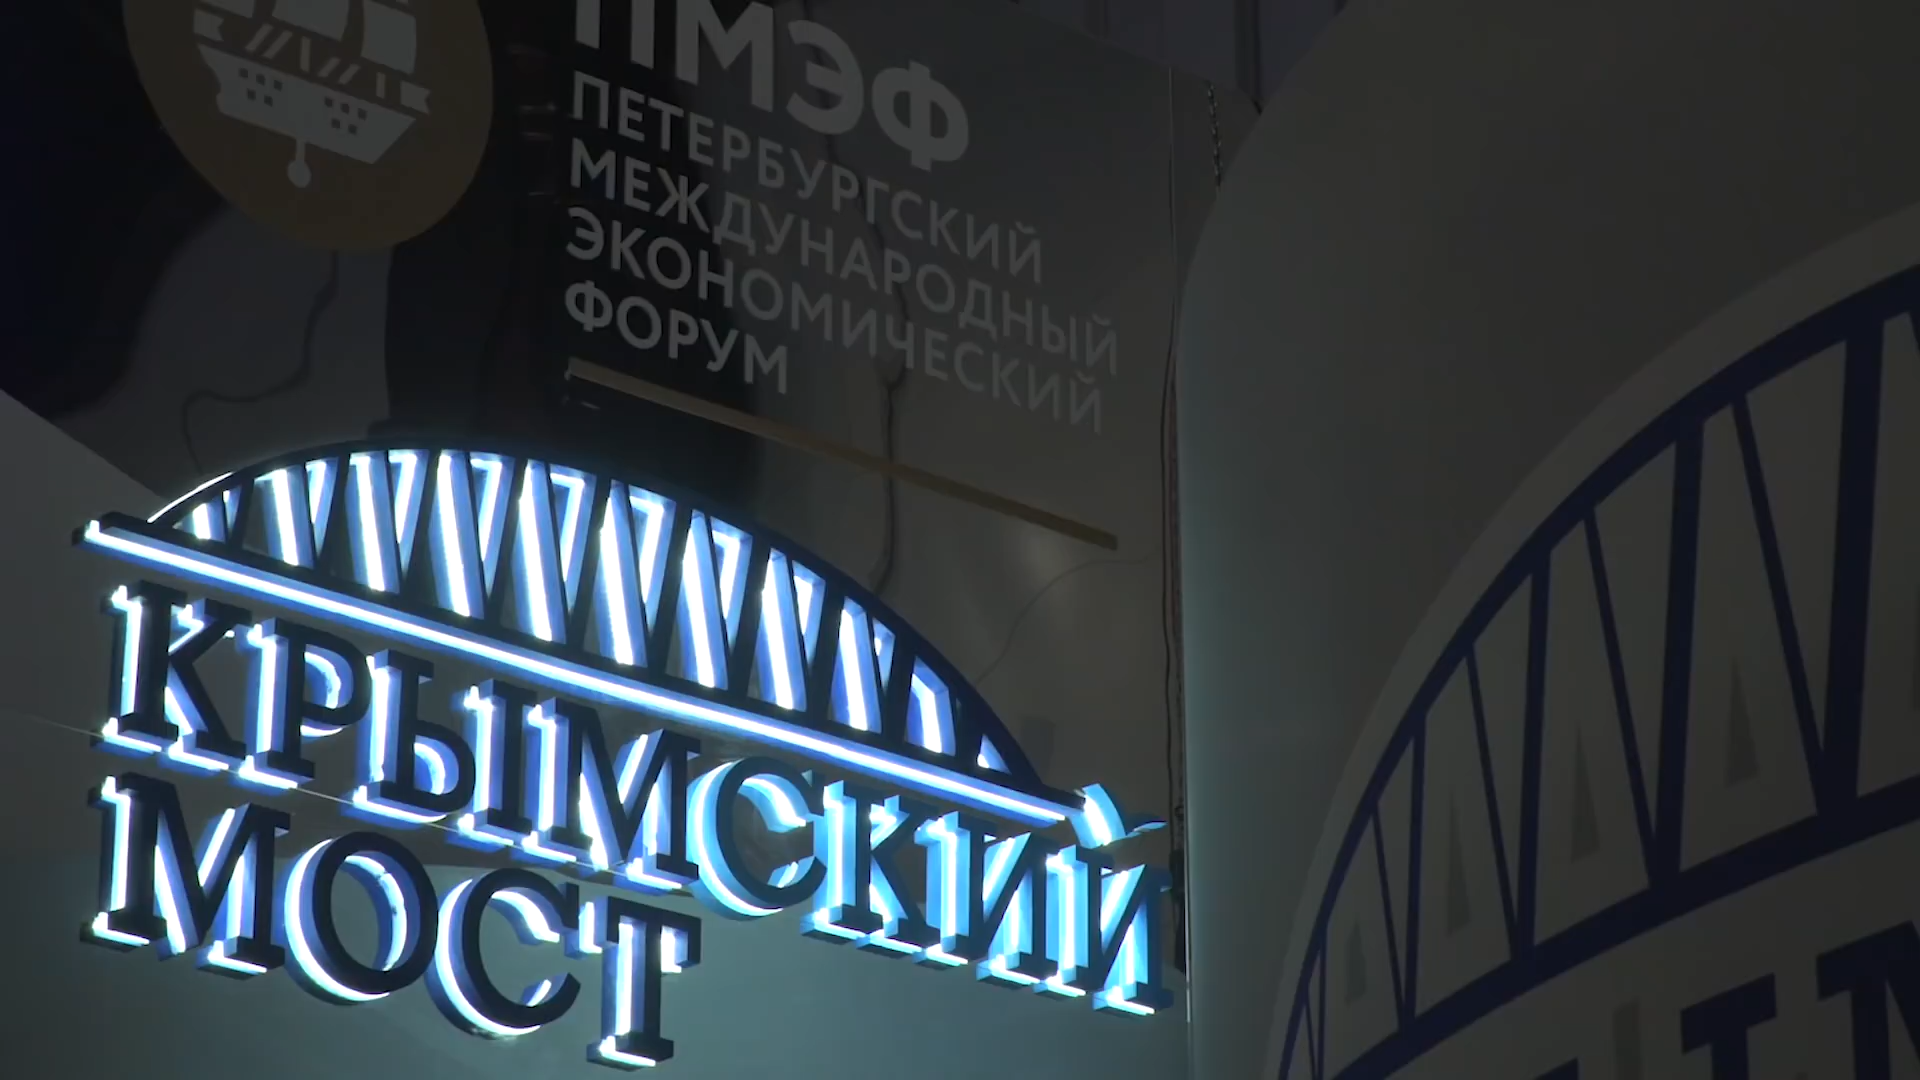 ПМЭФ
ПЕТЕРБУРГСКИЙ
МЕЖДУНАРОДНЫЙ
ЭКОНОМИЧЕСКИЙ
ФОРУМ
КРЫМСКИЙ
МОСТ